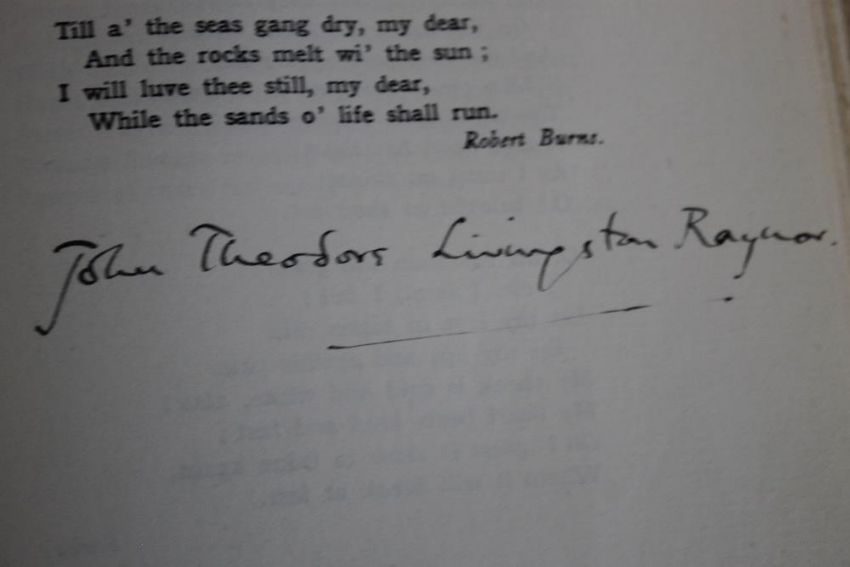 Till a' the seas gang dry, my dear,
And the rocks melt wi' the sun ;
I will luve thee still, my dear,
While the sands o' life shall run.
Robert Burns.
John Theodore Livingston Raynor.